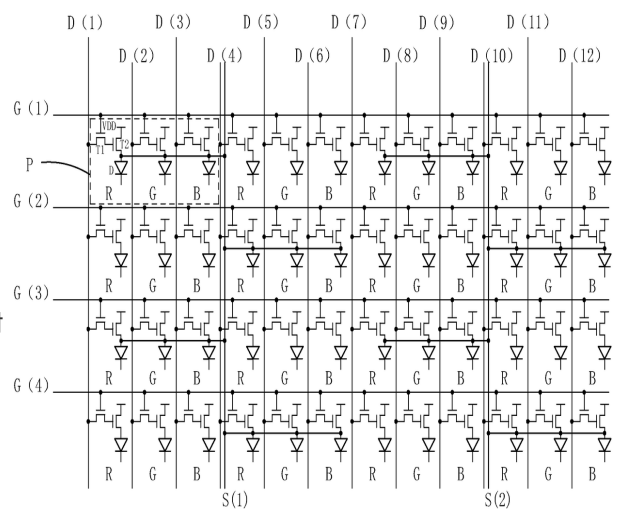 D (1) D (3) D (5) D (7) D (9) D (11)
D (2) D (4) D (6) D (8) D (10) D (12)
G (1)
VDD
T1 T2
D
P
R G B R G B R G B R G B
G (2)
R G B R G B R G B R G B
G (3)
R G B R G B R G B R G B
G (4)
R G B R G B R G B R G B
S(1) S(2)